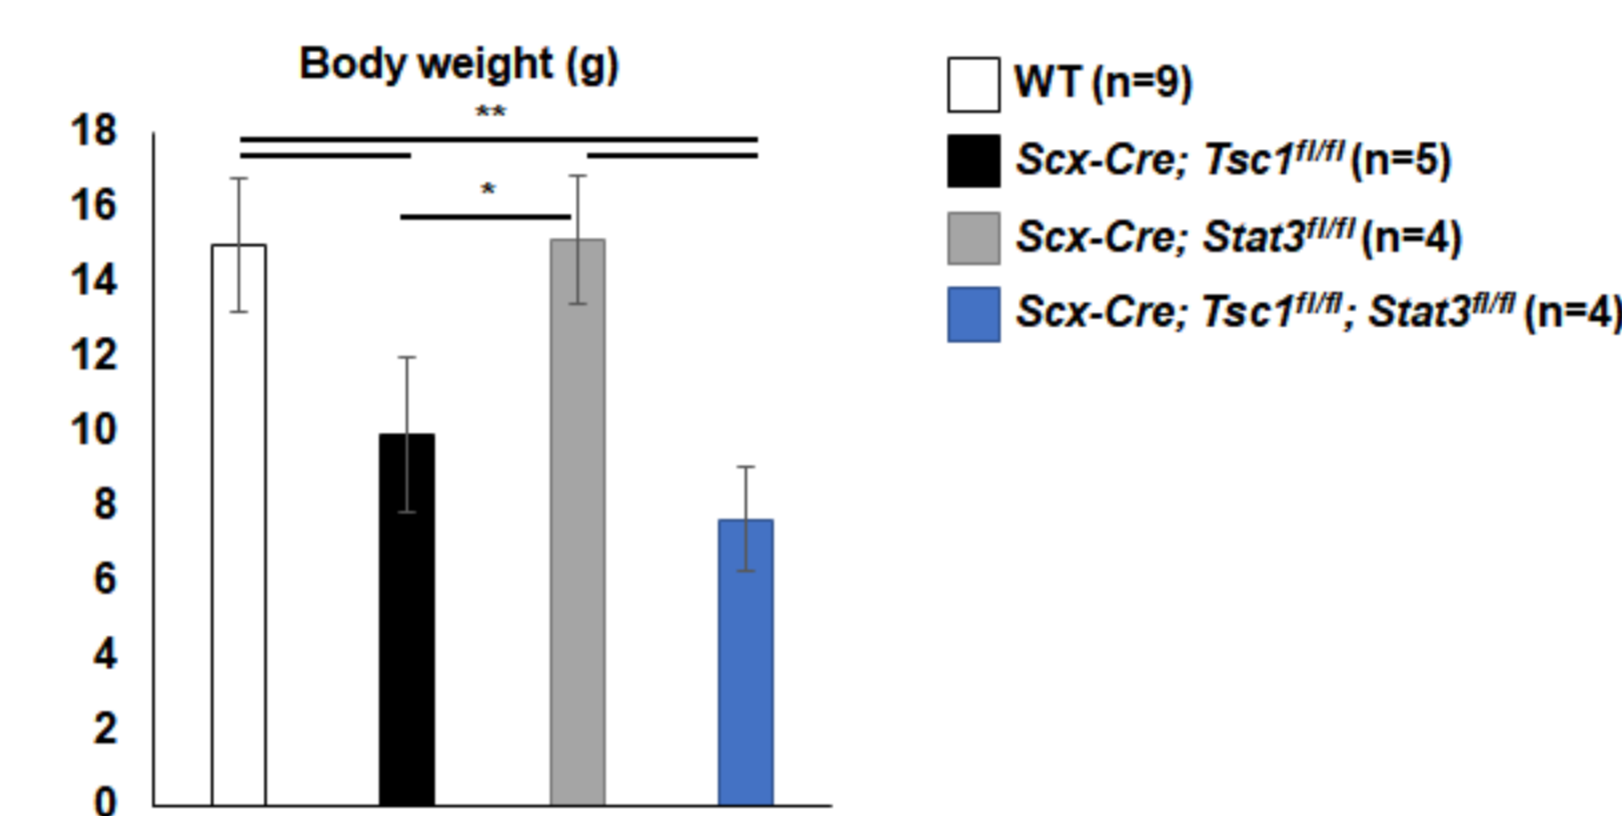 Body weight (g)
**
*
18
16
14
12
10
8
6
4
2
0
WT (n=9)
Scx-Cre; Tsc1fl/fl (n=5)
Scx-Cre; Stat3fl/fl (n=4)
Scx-Cre; Tsc1fl/fl; Stat3fl/fl (n=4)